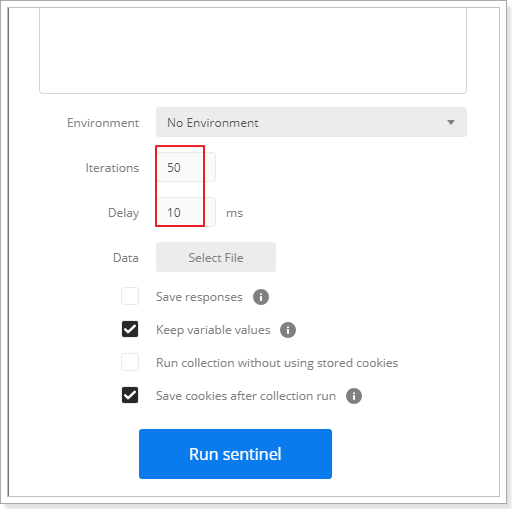 Environment No Environment
Iterations 50
Delay 10 ms
Data Select File
Save responses
Keep variable values
Run collection without using stored cookies
Save cookies after collection run
Run sentinel